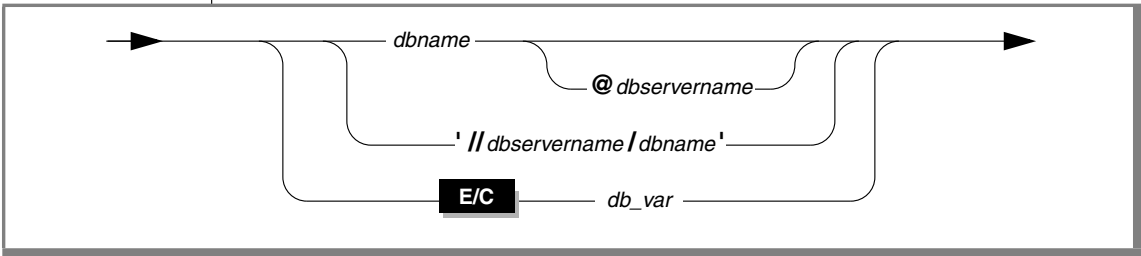 dbname
@ dbservername
' // dbservername / dbname '
E/C db_var